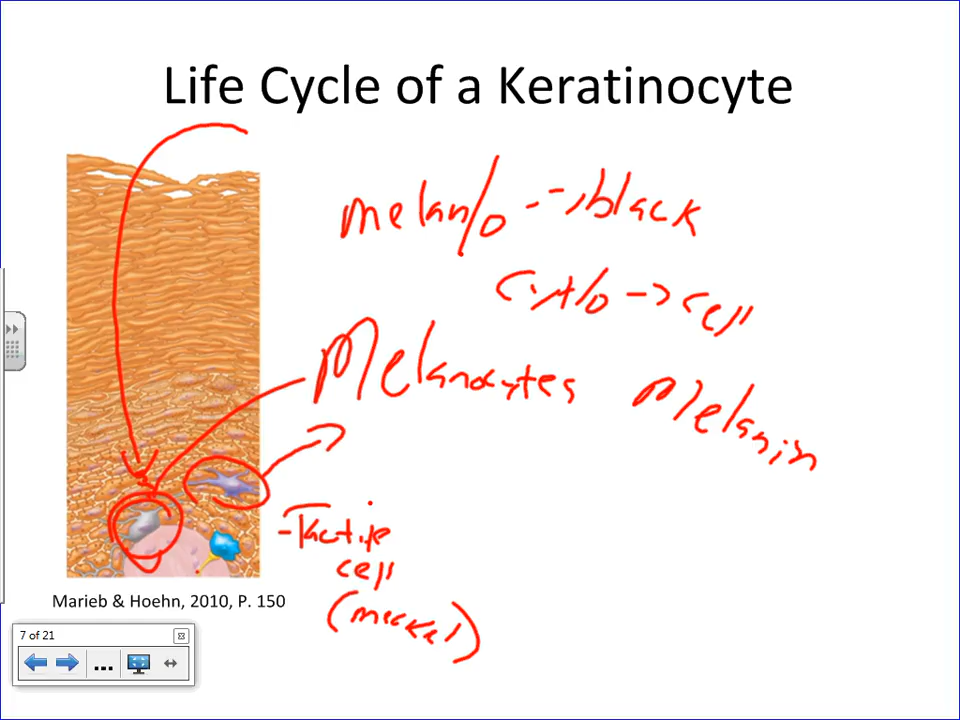 Life Cycle of a Keratinocyte
melan/o --> black
cyt/o -> cell
Melanocytes Melanin
-Tactile
cell
(merkel)
Marieb & Hoehn, 2010, P. 150
7 of 21
...